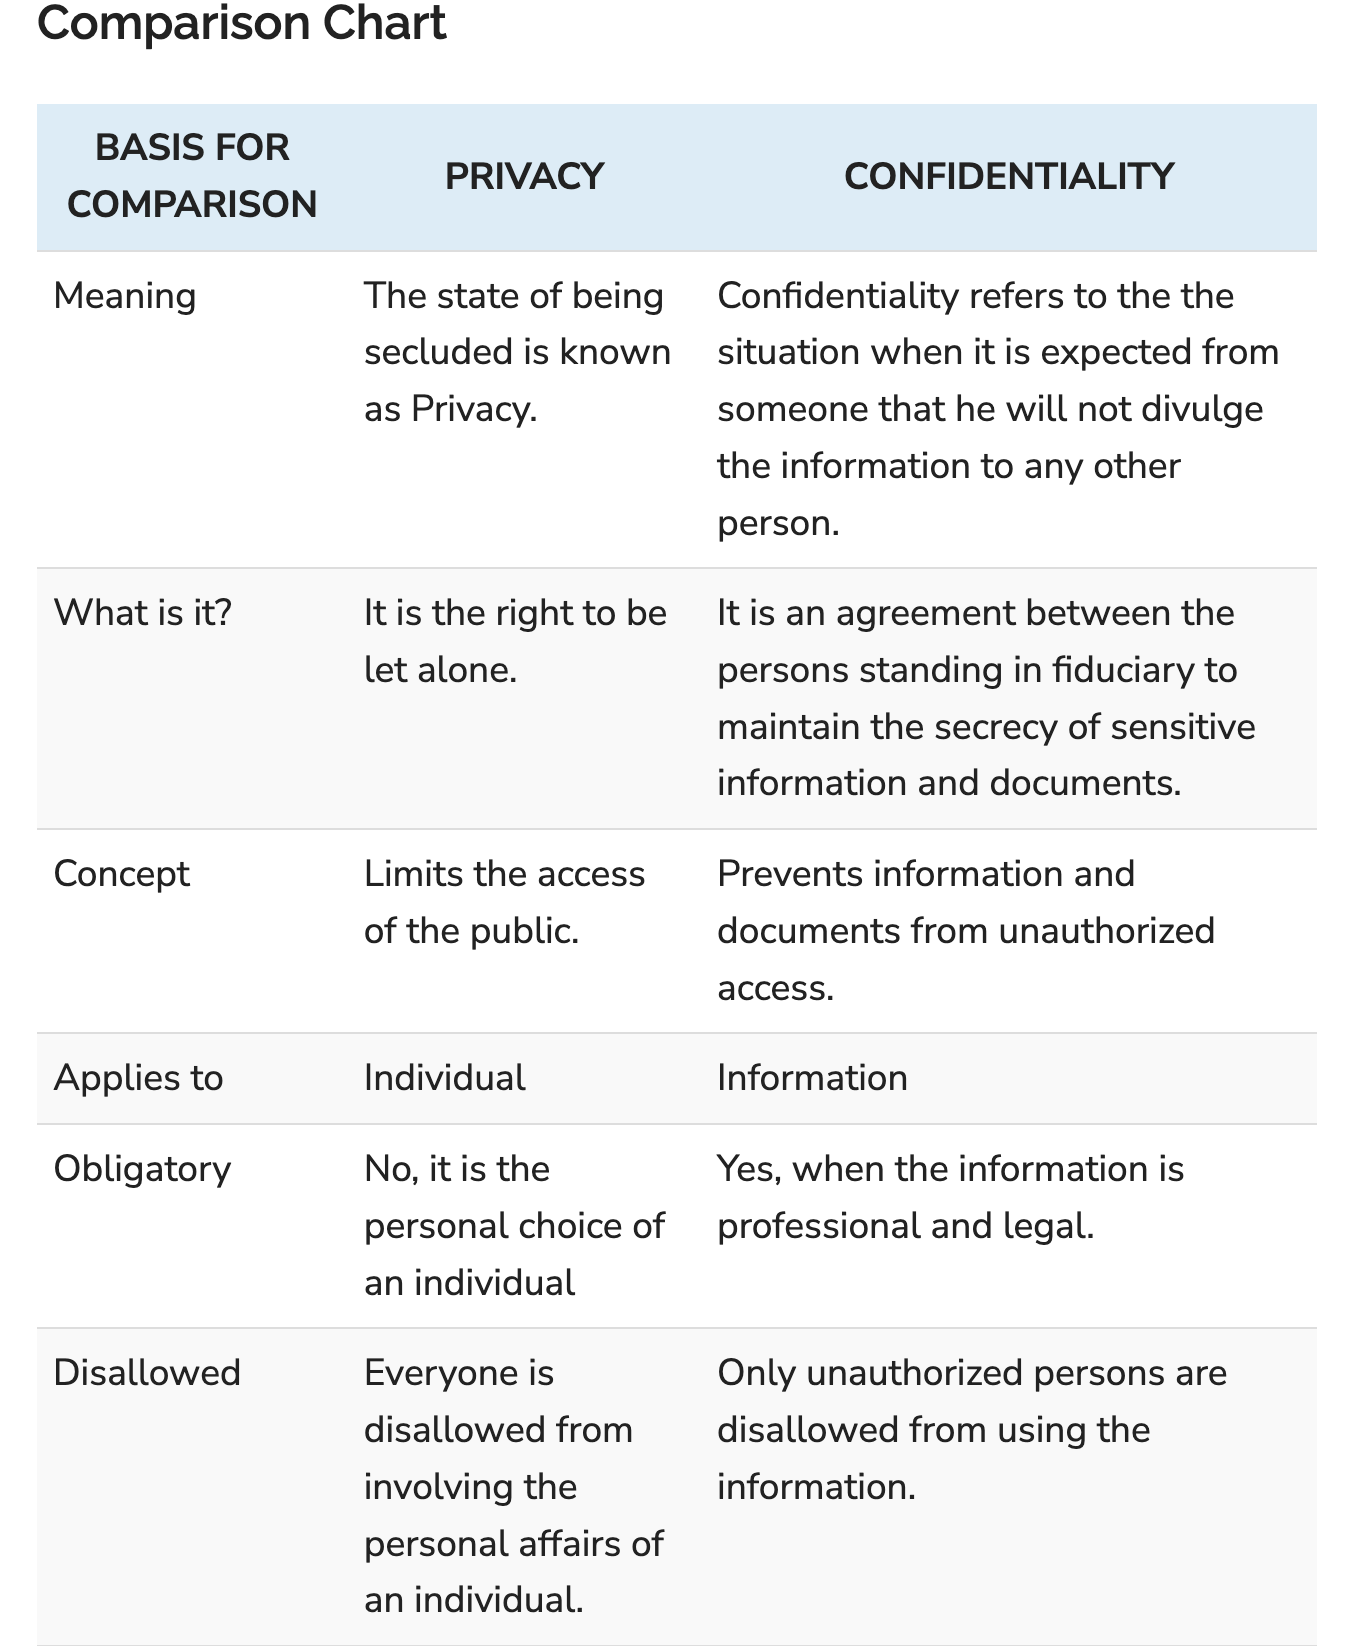 Comparison Chart
BASIS FOR
COMPARISON
PRIVACY
CONFIDENTIALITY
Meaning
The state of being
secluded is known
as Privacy.
Confidentiality refers to the the
situation when it is expected from
someone that he will not divulge
the information to any other
person.
What is it?
It is the right to be
let alone.
It is an agreement between the
persons standing in fiduciary to
maintain the secrecy of sensitive
information and documents.
Concept
Limits the access
of the public.
Prevents information and
documents from unauthorized
access.
Applies to
Individual
Information
Obligatory
No, it is the
personal choice of
an individual
Yes, when the information is
professional and legal.
Disallowed
Everyone is
disallowed from
involving the
personal affairs of
an individual.
Only unauthorized persons are
disallowed from using the
information.